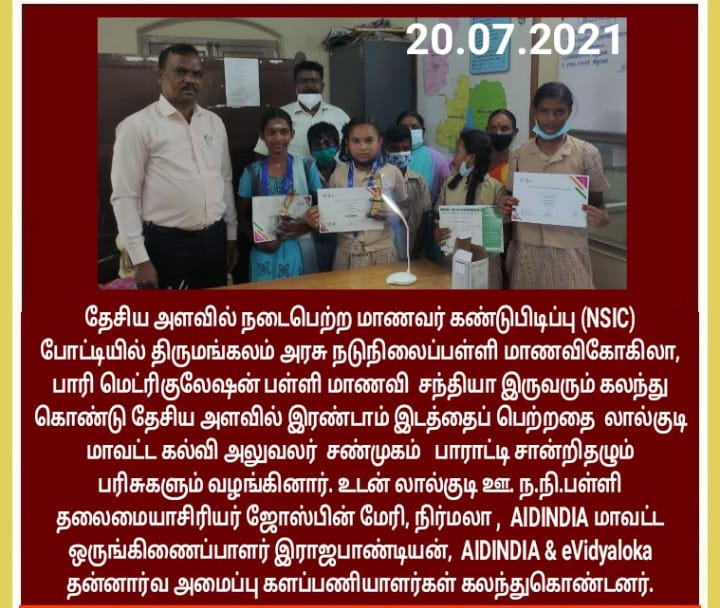 20.07.2021
தேசிய அளவில் நடைபெற்ற மாணவர் கண்டுபிடிப்பு (NSIC)
போட்டியில் திருமங்கலம் அரசு நடுநிலைப்பள்ளி மாணவிகோகிலா,
பாரி மெட்ரிகுலேஷன் பள்ளி மாணவி சந்தியா இருவரும் கலந்து
கொண்டு தேசிய அளவில் இரண்டாம் இடத்தைப் பெற்றதை லால்குடி
மாவட்ட கல்வி அலுவலர் சண்முகம் பாராட்டி சான்றிதழும்
பரிசுகளும் வழங்கினார். உடன் லால்குடி ஊ. ந.நி.பள்ளி
தலைமையாசிரியர் ஜோஸ்பின் மேரி, நிர்மலா , AIDINDIA மாவட்ட
ஒருங்கிணைப்பாளர் இராஜபாண்டியன், AIDINDIA & eVidyaloka
தன்னார்வ அமைப்பு களப்பணியாளர்கள் கலந்துகொண்டனர்.